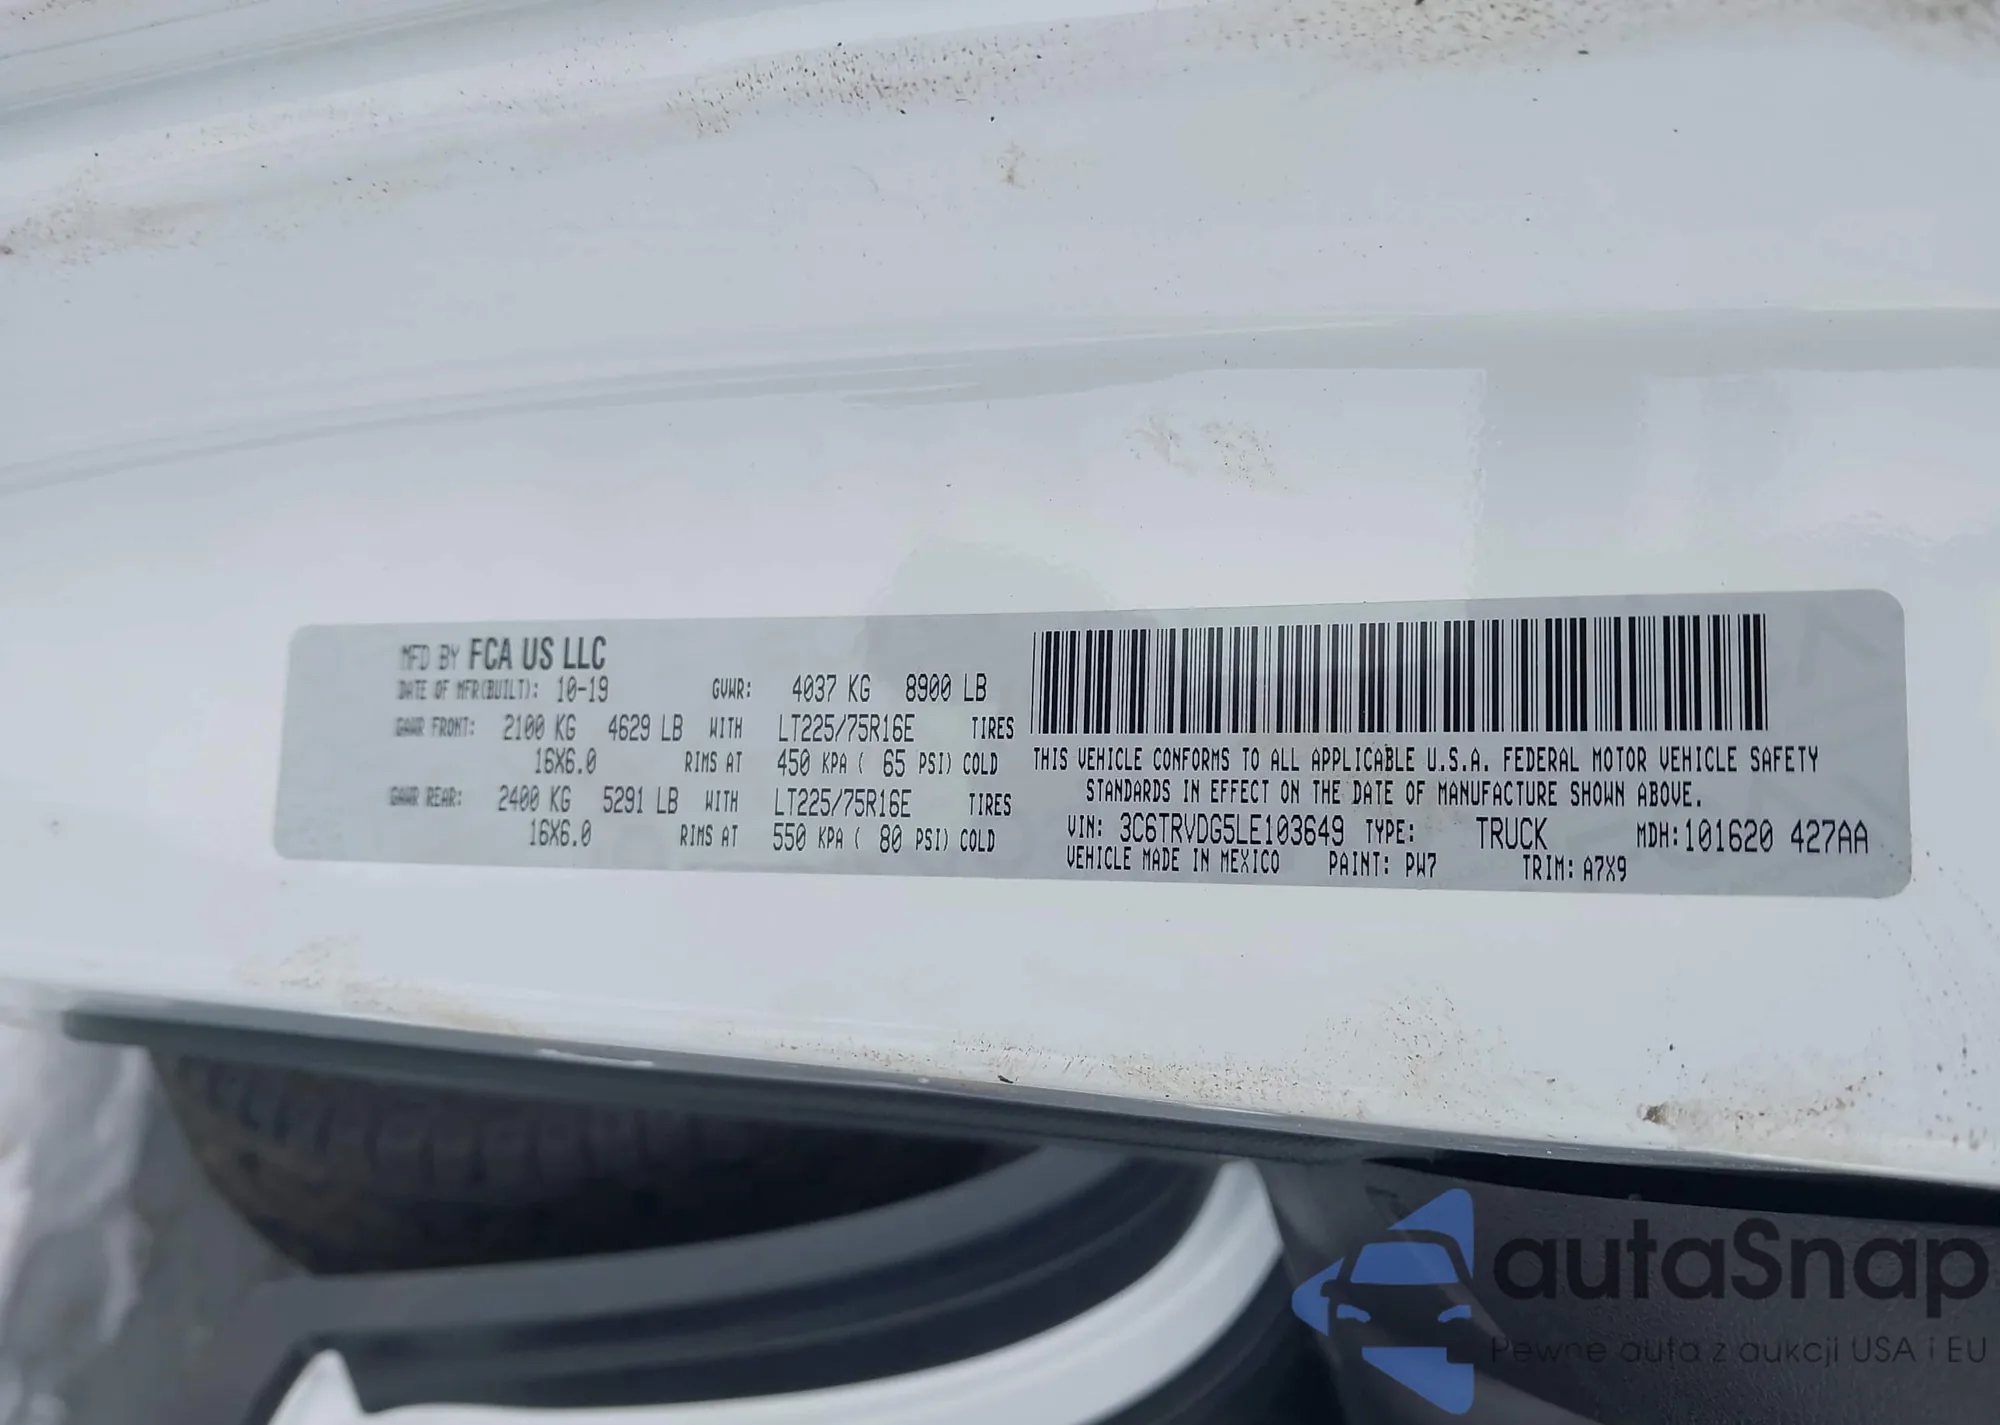 MFD BY FCA US LLC
DATE OF MFR(BUILT): 10-19 GVWR: 4037 KG 8900 LB
GAWR FRONT: 2100 KG 4629 LB WITH LT225/75R16E TIRES
16X6.0 RIMS AT 450 KPA ( 65 PSI) COLD
GAWR REAR: 2400 KG 5291 LB WITH LT225/75R16E TIRES
16X6.0 RIMS AT 550 KPA ( 80 PSI) COLD
THIS VEHICLE CONFORMS TO ALL APPLICABLE U.S.A. FEDERAL MOTOR VEHICLE SAFETY
STANDARDS IN EFFECT ON THE DATE OF MANUFACTURE SHOWN ABOVE.
VIN: 3C6TRVDG5LE103649 TYPE: TRUCK MDH:101620 427AA
VEHICLE MADE IN MEXICO PAINT: PW7 TRIM: A7X9
autaSnap
Pewne auta z aukcji USA i EU